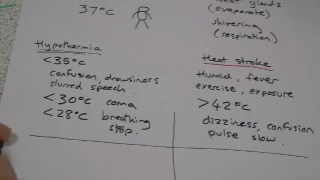 37°C
glands
(evaporate)
shivering
(respiration)
Hypothermia
<35°C
confusion, drowsiness
slurred speech.
<30°C coma
<28°C breathing
stop.
Heat stroke
Humid, fever
exercise, exposure
>42°C
dizziness, confusion
pulse slow.